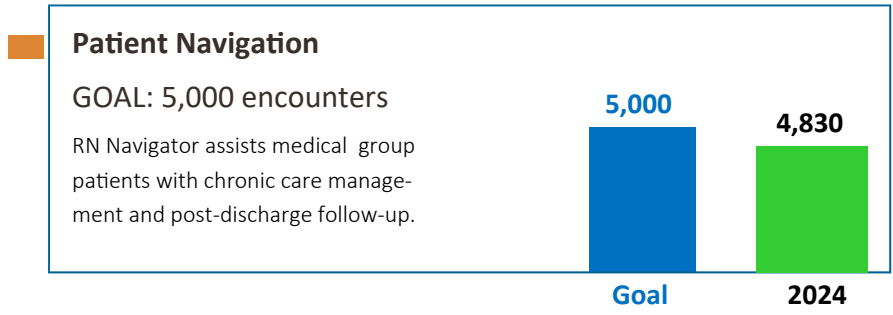 Patient Navigation
GOAL: 5,000 encounters
RN Navigator assists medical group
patients with chronic care manage-
ment and post-discharge follow-up.
5,000
4,830
Goal
2024